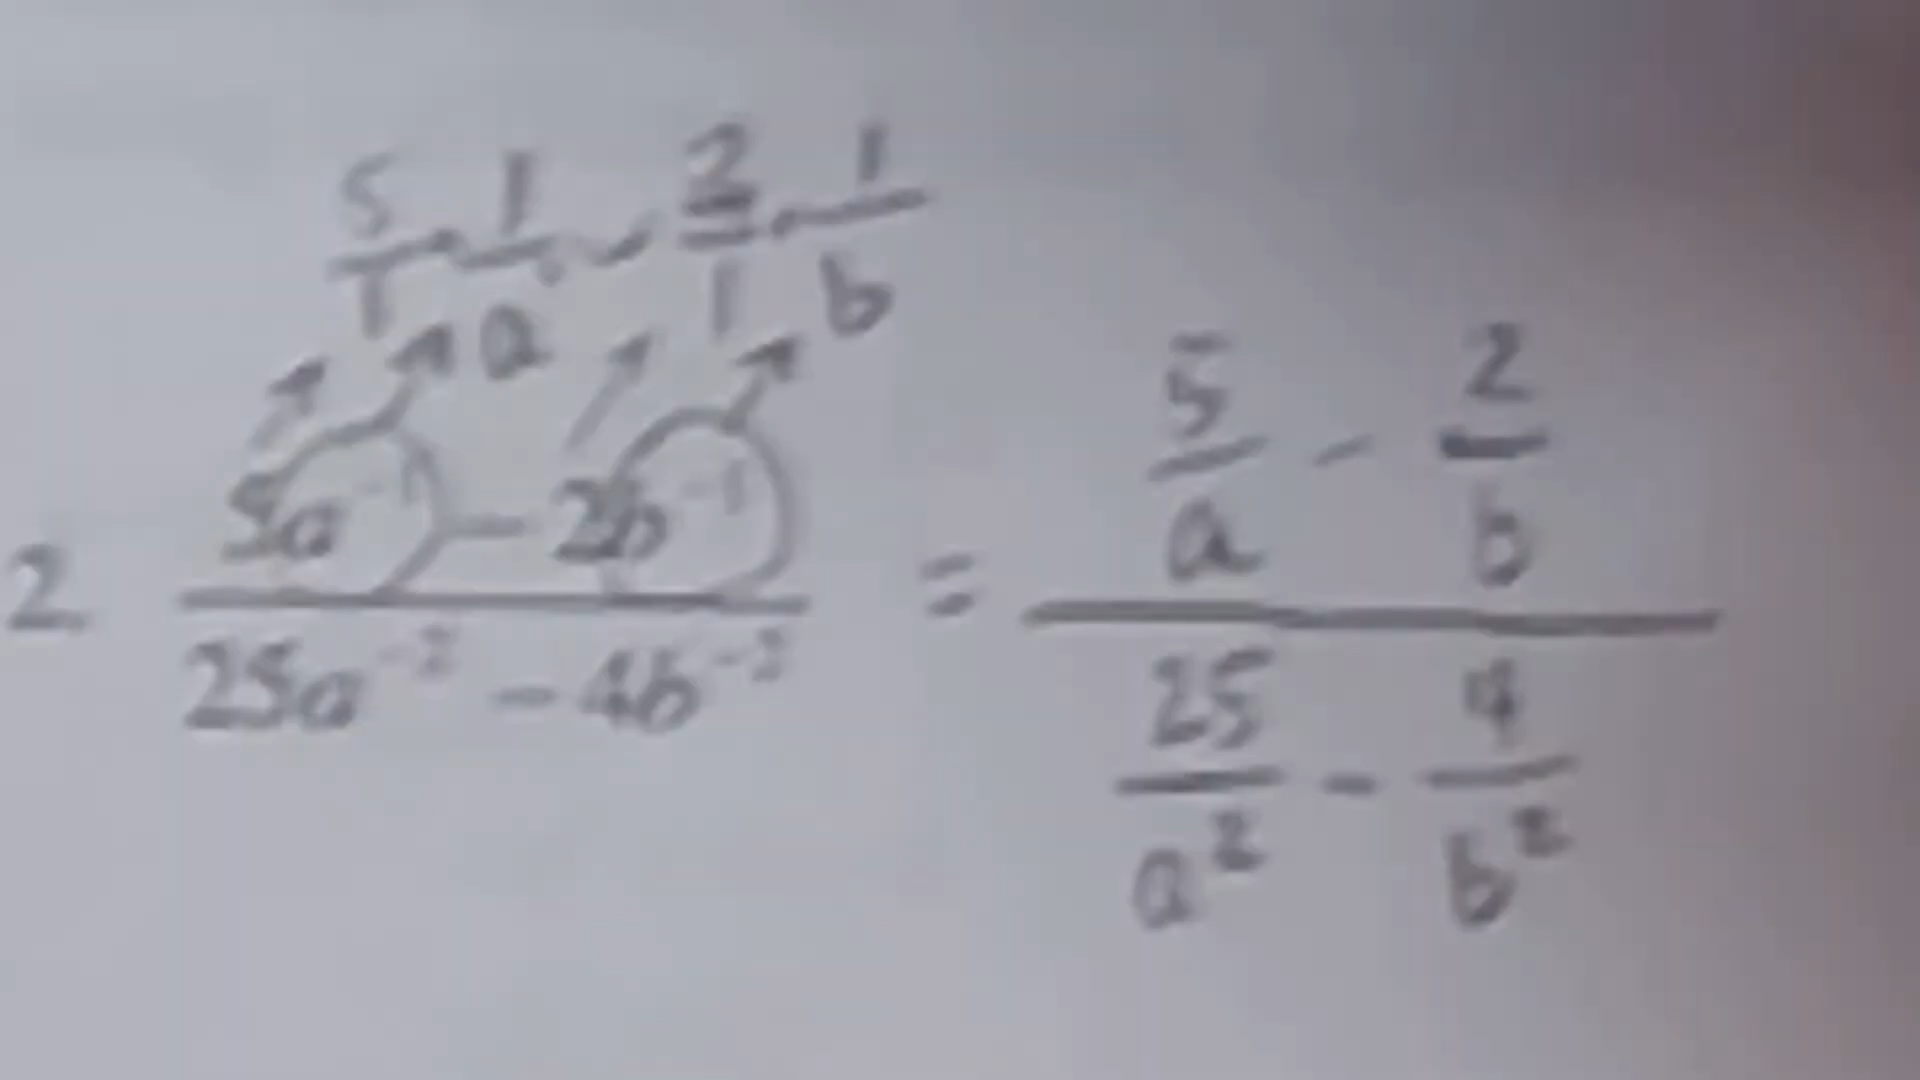 5/1 · 1/a - 2/1 · 1/b
2. (5a⁻¹ - 2b⁻¹)/(25a⁻² - 4b⁻²) = (5/a - 2/b)/(25/a² - 4/b²)